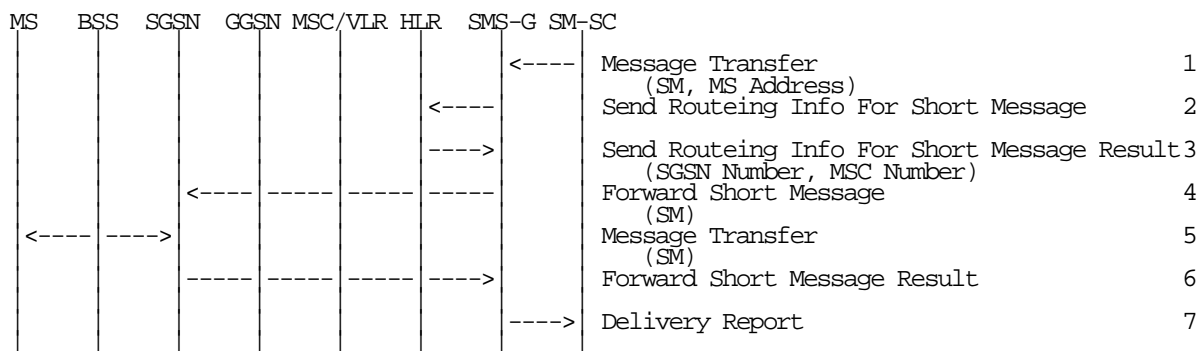 MS BSS SGSN GGSN MSC/VLR HLR SMS-G SM-SC
<---- Message Transfer 1
(SM, MS Address)
<---- Send Routeing Info For Short Message 2
----> Send Routeing Info For Short Message Result 3
(SGSN Number, MSC Number)
<---- ----- ----- ----- Forward Short Message 4
(SM)
<---- ----> Message Transfer 5
(SM)
----- ----- ----- ----> Forward Short Message Result 6
----> Delivery Report 7